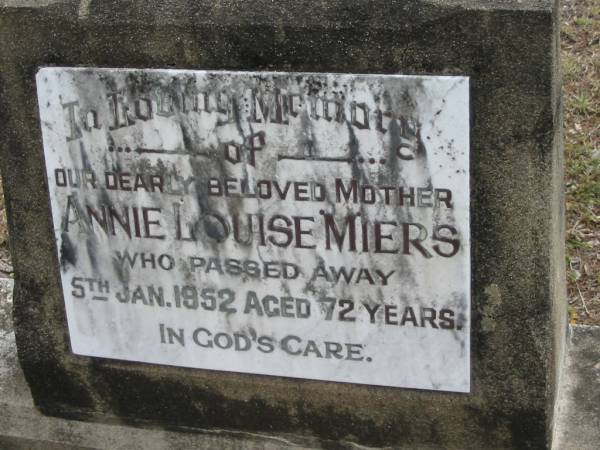 In Loving Memory
of
OUR DEARLY BELOVED MOTHER
ANNIE LOUISE MIERS
WHO PASSED AWAY
5TH JAN. 1952 AGED 72 YEARS.
IN GOD'S CARE.